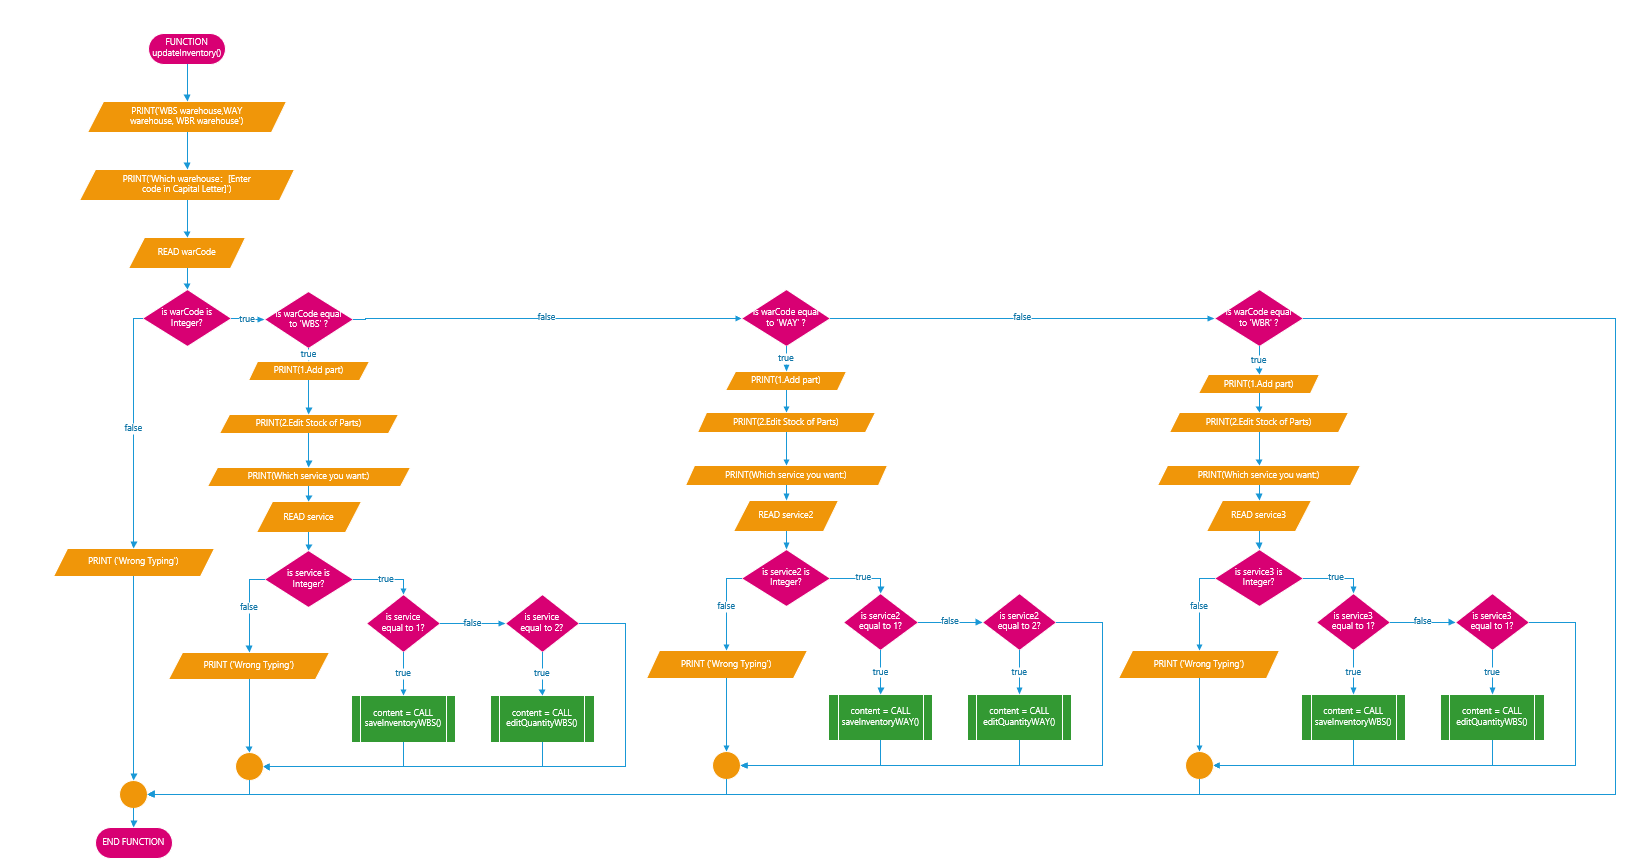 FUNCTION
updateInventory()
PRINT('WBS warehouse,WAY
warehouse, WBR warehouse')
PRINT('Which warehouse: [Enter
code in Capital Letter]')
READ warCode
is warCode is
Integer?
true
is warCode equal
to 'WBS' ?
false
is warCode equal
to 'WAY' ?
false
is warCode equal
to 'WBR' ?
false
PRINT ('Wrong Typing')
true
PRINT(1.Add part)
PRINT(2.Edit Stock of Parts)
PRINT(Which service you want:)
READ service
is service is
Integer?
false
PRINT ('Wrong Typing')
true
is service
equal to 1?
false
is service
equal to 2?
true
content = CALL
saveInventoryWBS()
true
content = CALL
editQuantityWBS()
true
PRINT(1.Add part)
PRINT(2.Edit Stock of Parts)
PRINT(Which service you want:)
READ service2
is service2 is
Integer?
false
PRINT ('Wrong Typing')
true
is service2
equal to 1?
false
is service2
equal to 2?
true
content = CALL
saveInventoryWAY()
true
content = CALL
editQuantityWAY()
true
PRINT(1.Add part)
PRINT(2.Edit Stock of Parts)
PRINT(Which service you want:)
READ service3
is service3 is
Integer?
false
PRINT ('Wrong Typing')
true
is service3
equal to 1?
false
is service3
equal to 1?
true
content = CALL
saveInventoryWBS()
true
content = CALL
editQuantityWBS()
END FUNCTION